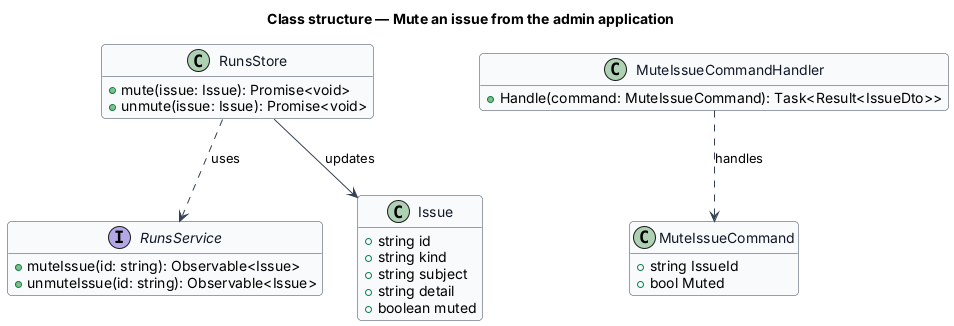 Class structure — Mute an issue from the admin application
C RunsStore
mute(issue: Issue): Promise<void>
unmute(issue: Issue): Promise<void>
C MuteIssueCommandHandler
Handle(command: MuteIssueCommand): Task<Result<IssueDto>>
uses
updates
handles
I RunsService
muteIssue(id: string): Observable<Issue>
unmuteIssue(id: string): Observable<Issue>
C Issue
string id
string kind
string subject
string detail
boolean muted
C MuteIssueCommand
string IssueId
bool Muted